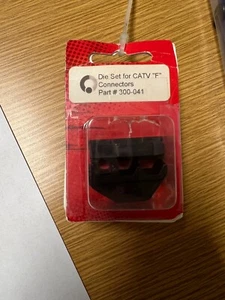 Die Set for CATV "F"
Connectors
Part # 300-041